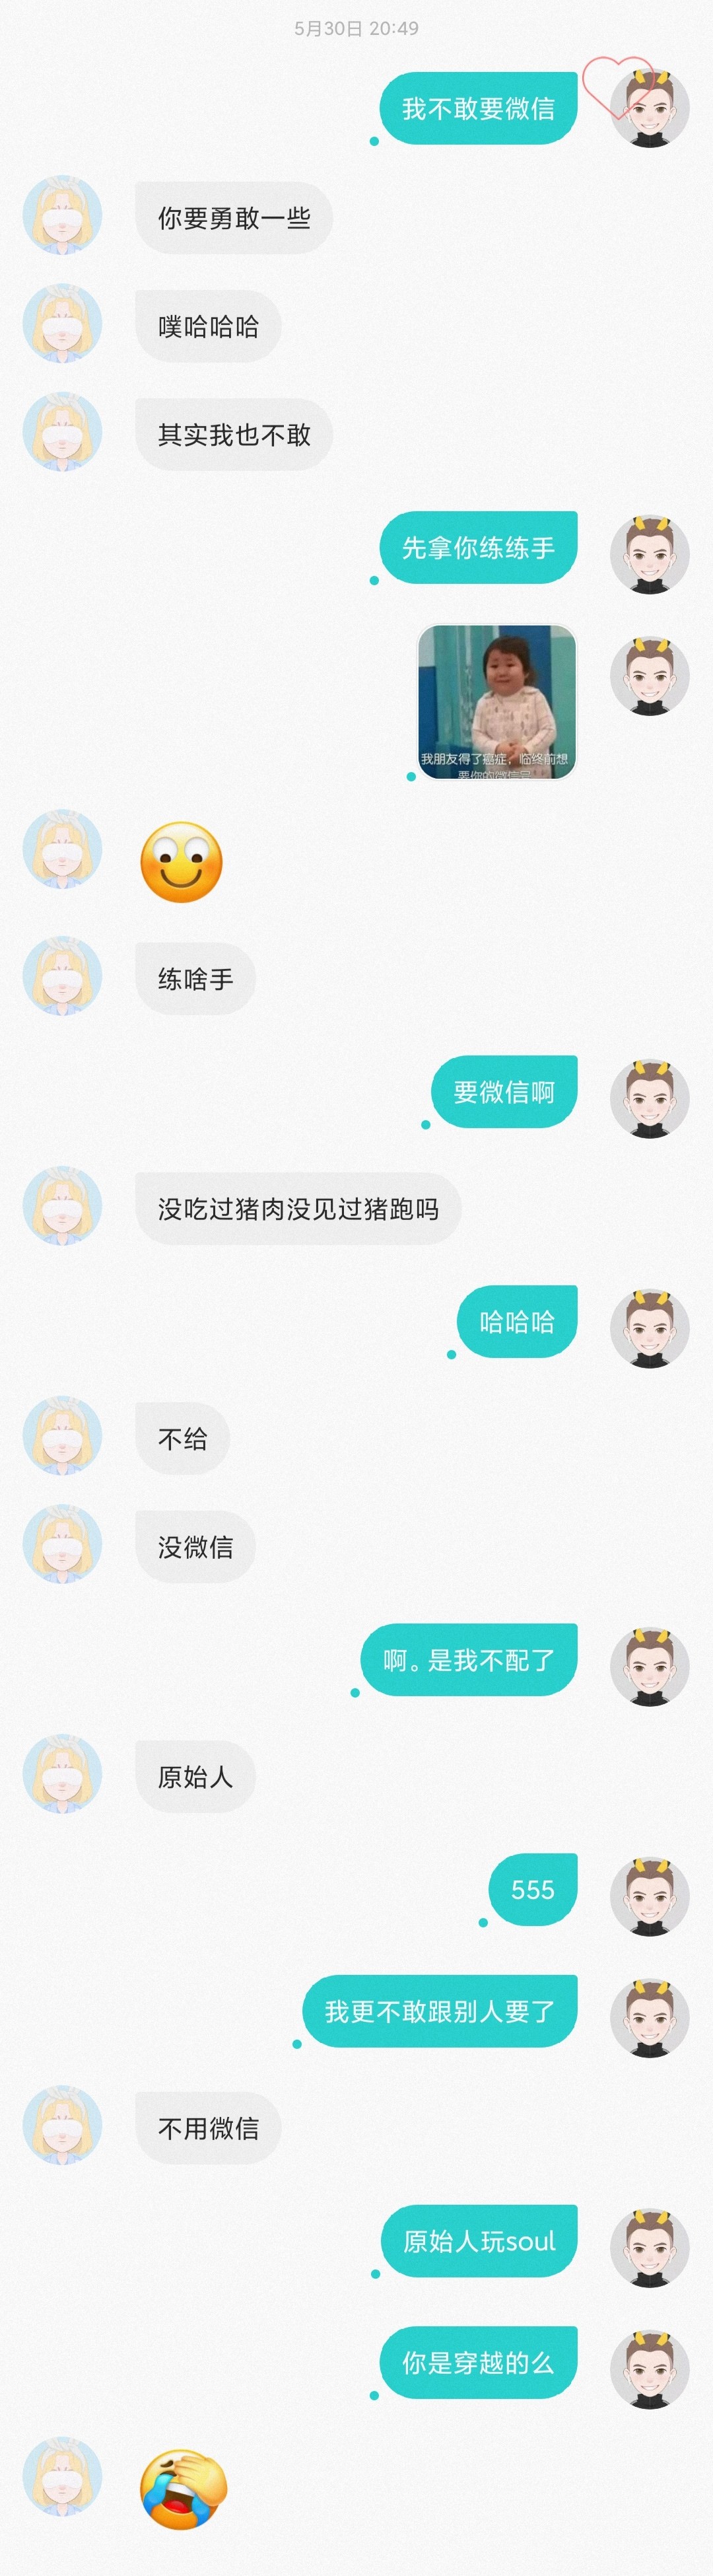 5月30日 20:49
我不敢要微信
你要勇敢一些
噗哈哈哈
其实我也不敢
先拿你练练手
我朋友得了癌症，临终前想
要你的微信号
练啥手
要微信啊
没吃过猪肉没见过猪跑吗
哈哈哈
不给
没微信
啊。是我不配了
原始人
555
我更不敢跟别人要了
不用微信
原始人玩soul
你是穿越的么